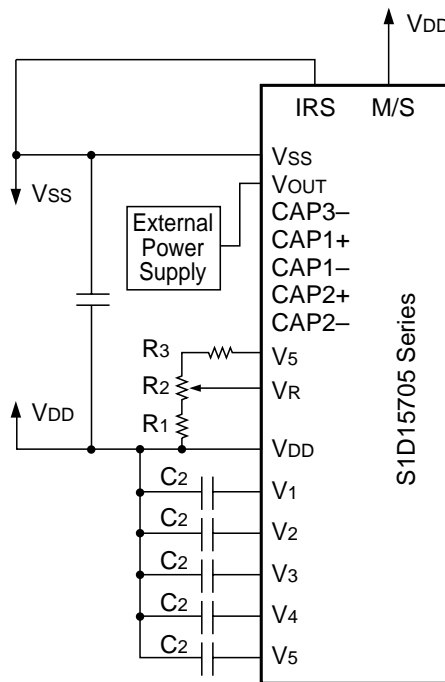 VDD
IRS M/S
VSS
VSS
VOUT
External
Power
Supply
CAP3–
CAP1+
CAP1–
CAP2+
CAP2–
S1D15705 Series
R3
V5
R2
VR
R1
VDD
VDD
C2
V1
C2
V2
C2
V3
C2
V4
C2
V5